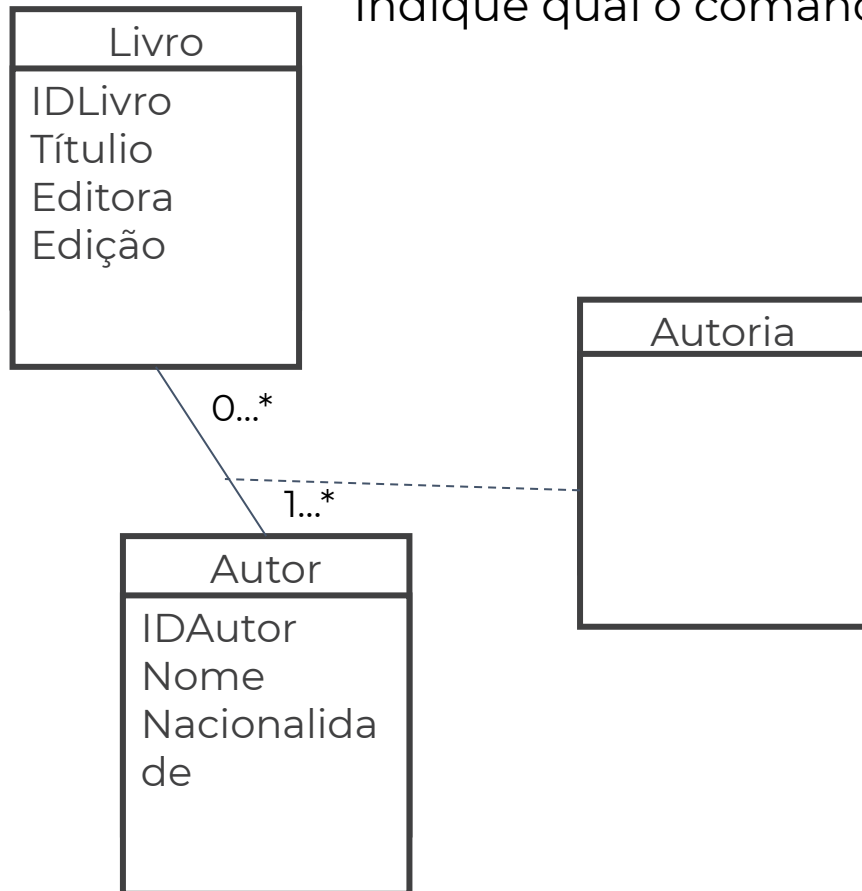 Indique qual o comand
Livro
IDLivro
Títulio
Editora
Edição
Autoria
0...*
1...*
Autor
IDAutor
Nome
Nacionalida
de